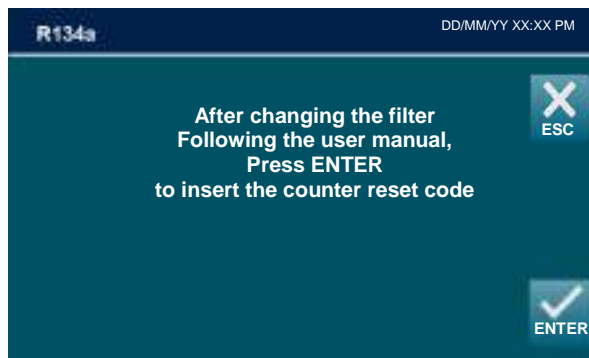 R134a
DD/MM/YY XX:XX PM
After changing the filter
Following the user manual,
Press ENTER
to insert the counter reset code
ESC
ENTER